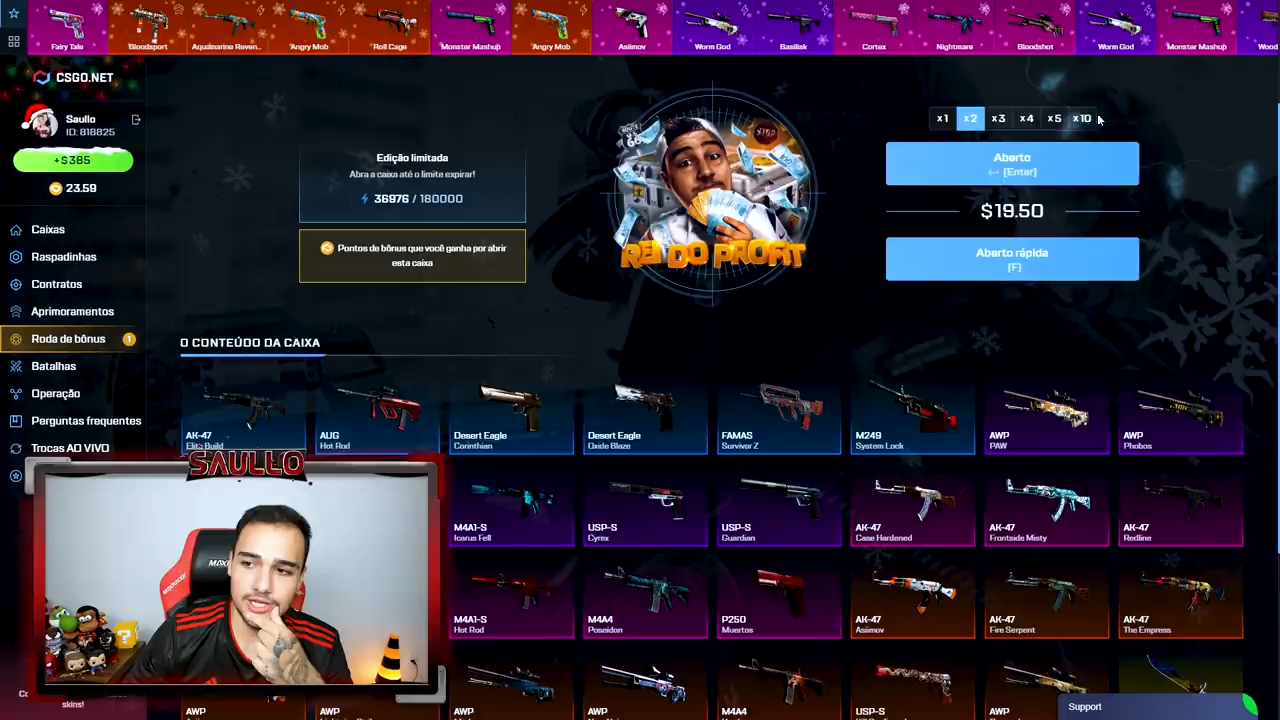 Fairy Tale
Bloodsport
Aquamarine Reven...
Angry Mob
Roll Cage
Monster Mashup
Angry Mob
Asiimov
Worm God
Basilisk
Cortex
Nightmare
Bloodshot
Worm God
Monster Mashup
Wood
CSGO.NET
Saullo
ID: 818825
+$385
23.59
Caixas
Raspadinhas
Contratos
Aprimoramentos
Roda de bônus 1
Batalhas
Operação
Perguntas frequentes
Trocas AO VIVO
skins!
Edição limitada
Abra a caixa até o limite expirar!
36976 / 180000
Pontos de bônus que você ganha por abrir
esta caixa
STOP
REI DO PROFIT
x1 x2 x3 x4 x5 x10
Aberto
[Enter]
$19.50
Aberto rápida
[F]
O CONTEÚDO DA CAIXA
AK-47
Elite Build
AUG
Hot Rod
Desert Eagle
Corinthian
Desert Eagle
Oxide Blaze
FAMAS
Survivor Z
M249
System Lock
AWP
PAW
AWP
Phobos
M4A1-S
Icarus Fell
USP-S
Cyrex
USP-S
Guardian
AK-47
Case Hardened
AK-47
Frontside Misty
AK-47
Redline
M4A1-S
Hot Rod
M4A4
Poseidon
P250
Muertos
AK-47
Asiimov
AK-47
Fire Serpent
AK-47
The Empress
AWP
AWP
AWP
AWP
M4A4
USP-S
AWP
SAULLO
MAX
Support